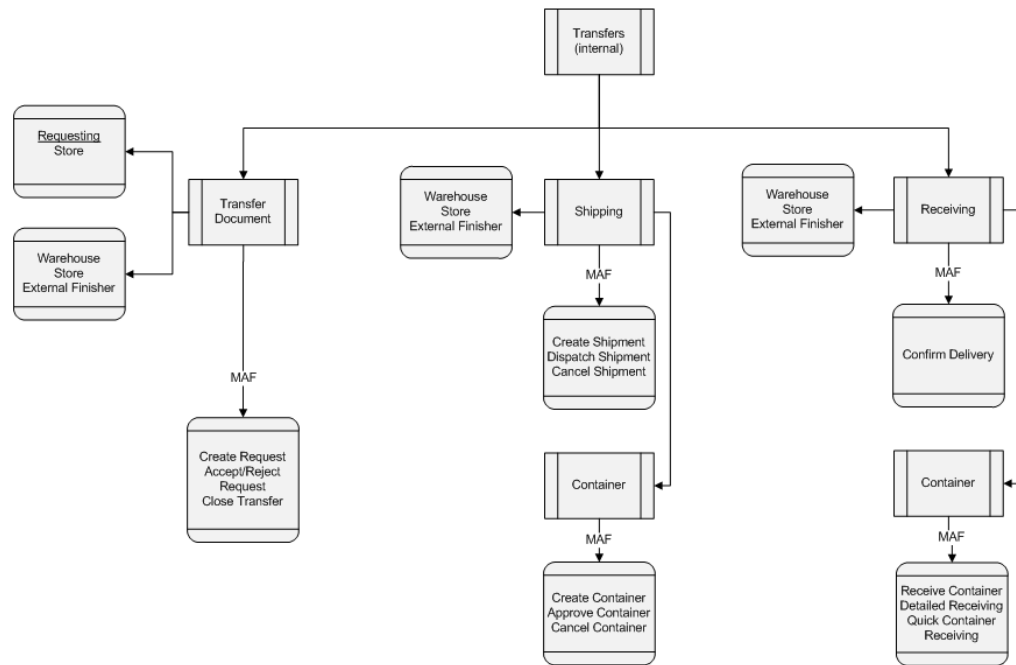 Transfers
(internal)
Requesting
Store
Warehouse
Store
External Finisher
Transfer
Document
MAF
Create Request
Accept/Reject
Request
Close Transfer
Warehouse
Store
External Finisher
Shipping
MAF
Create Shipment
Dispatch Shipment
Cancel Shipment
Container
MAF
Create Container
Approve Container
Cancel Container
Warehouse
Store
External Finisher
Receiving
MAF
Confirm Delivery
Container
MAF
Receive Container
Detailed Receiving
Quick Container
Receiving